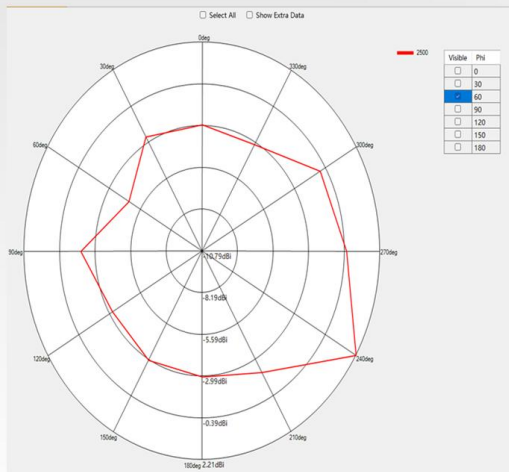 Select All Show Extra Data
0deg
30deg
330deg
2500
Visible Phi
0
30
60
90
120
150
180
60deg
300deg
90deg
270deg
-10.79dBi
-8.19dBi
-5.59dBi
120deg
240deg
-2.99dBi
-0.39dBi
150deg
210deg
180deg
2.21dBi